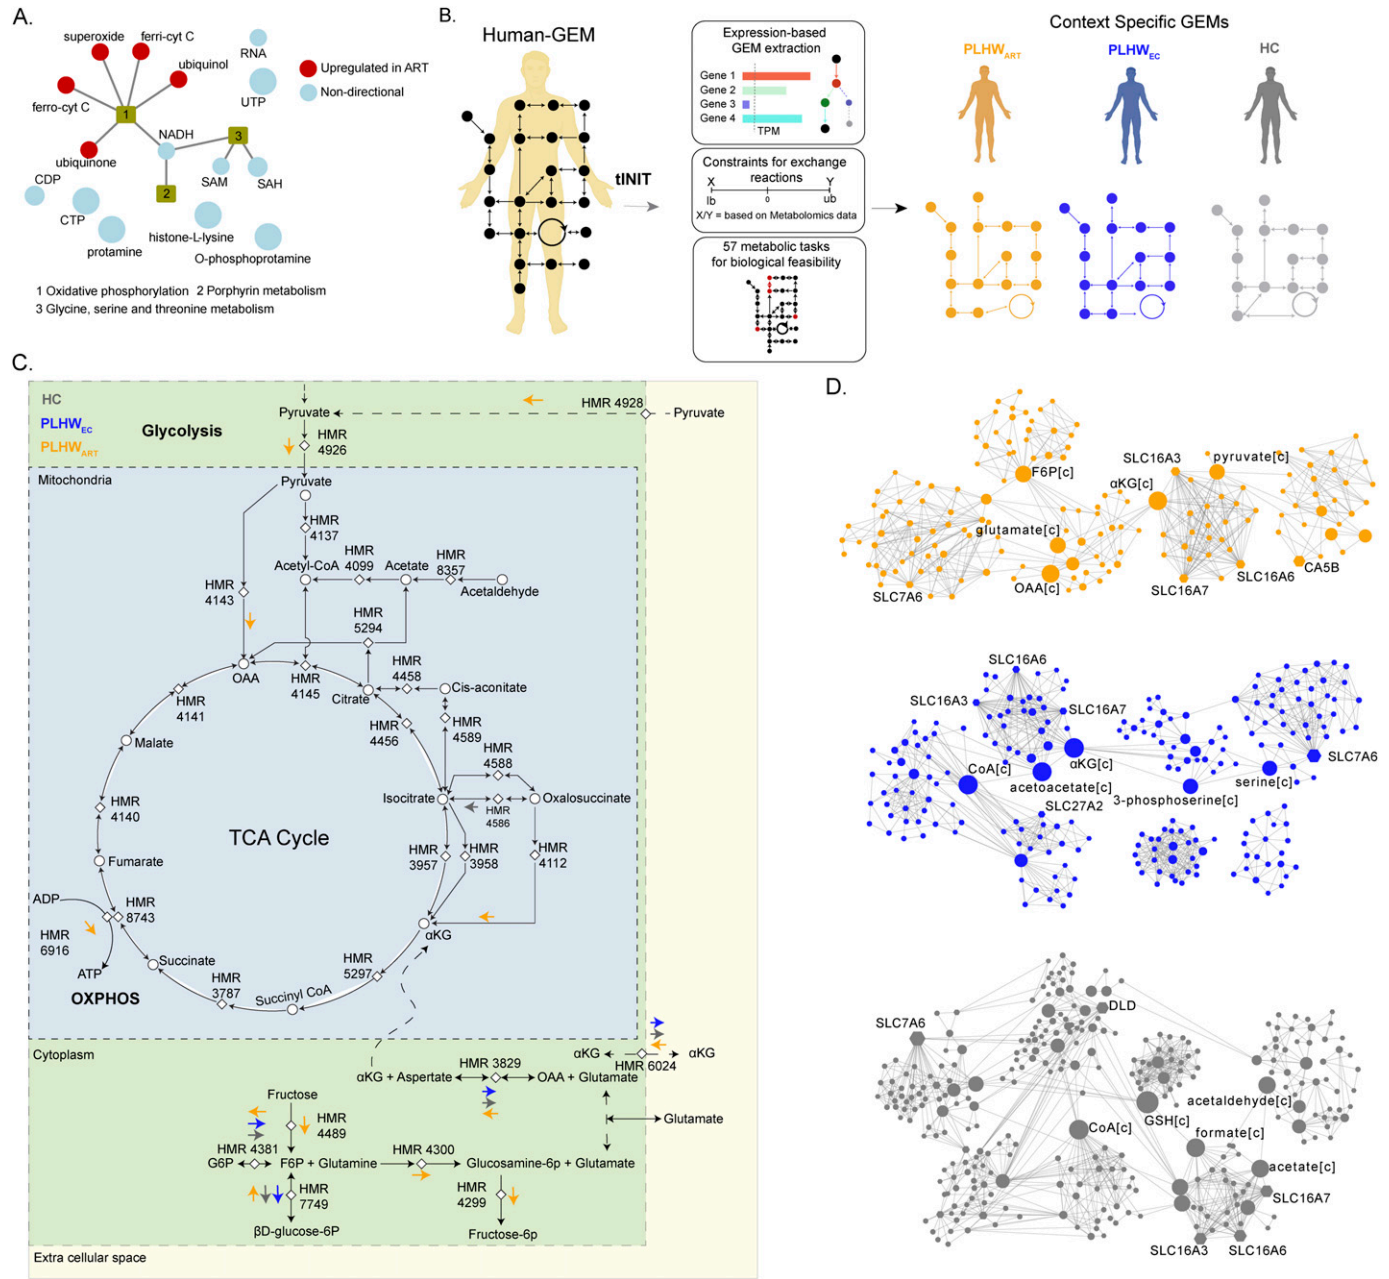 A.
superoxide
ferri-cyt C
ubiquinol
ferro-cyt C
1
NADH
ubiquinone
2
3
SAM
SAH
RNA
UTP
CDP
CTP
protamine
histone-L-lysine
O-phosphoprotamine
Upregulated in ART
Non-directional
1 Oxidative phosphorylation 2 Porphyrin metabolism
3 Glycine, serine and threonine metabolism
B.
Human-GEM
tINIT
Expression-based
GEM extraction
Gene 1
Gene 2
Gene 3
Gene 4
TPM
Constraints for exchange
reactions
X
Y
lb
o
ub
X/Y = based on Metabolomics data
57 metabolic tasks
for biological feasibility
Context Specific GEMs
PLHWART
PLHWEC
HC
C.
HC
PLHWEC
PLHWART
Glycolysis
Pyruvate
HMR 4928
Pyruvate
HMR
4926
Mitochondria
Pyruvate
HMR
4137
Acetyl-CoA
HMR
4099
Acetate
HMR
8357
Acetaldehyde
HMR
4143
HMR
5294
OAA
HMR
4145
Citrate
HMR
4458
Cis-aconitate
HMR
4141
HMR
4456
HMR
4589
Malate
HMR
4588
Isocitrate
HMR
4586
Oxalosuccinate
HMR
4140
TCA Cycle
HMR
3957
HMR
3958
HMR
4112
Fumarate
ADP
HMR
8743
HMR
6916
ATP
OXPHOS
αKG
Succinate
HMR
3787
Succinyl CoA
HMR
5297
Cytoplasm
αKG
HMR 6024
αKG
HMR 3829
αKG + Aspertate
OAA + Glutamate
Glutamate
Fructose
HMR
4489
HMR 4381
G6P
F6P + Glutamine
HMR 4300
Glucosamine-6p + Glutamate
HMR
7749
HMR
4299
βD-glucose-6P
Fructose-6p
Extra cellular space
D.
F6P[c]
SLC16A3
pyruvate[c]
αKG[c]
glutamate[c]
OAA[c]
SLC7A6
SLC16A7
SLC16A6
CA5B
SLC16A6
SLC16A3
SLC16A7
CoA[c]
αKG[c]
acetoacetate[c]
SLC27A2
3-phosphoserine[c]
serine[c]
SLC7A6
SLC7A6
DLD
GSH[c]
acetaldehyde[c]
CoA[c]
formate[c]
acetate[c]
SLC16A7
SLC16A3
SLC16A6